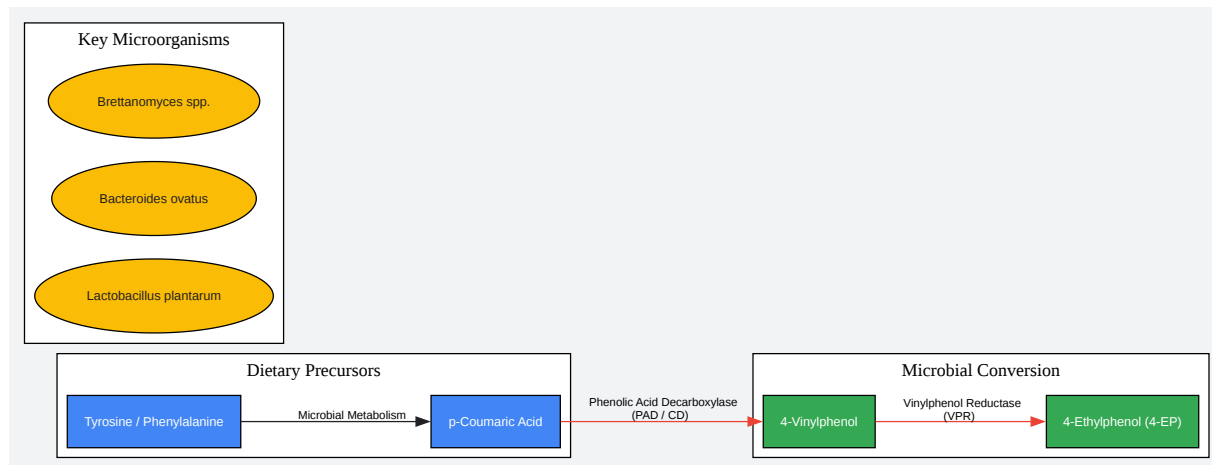 Key Microorganisms
Brettanomyces spp.
Bacteroides ovatus
Lactobacillus plantarum
Dietary Precursors
Tyrosine / Phenylalanine
Microbial Metabolism
p-Coumaric Acid
Phenolic Acid Decarboxylase
(PAD / CD)
Microbial Conversion
4-Vinylphenol
Vinylphenol Reductase
(VPR)
4-Ethylphenol (4-EP)